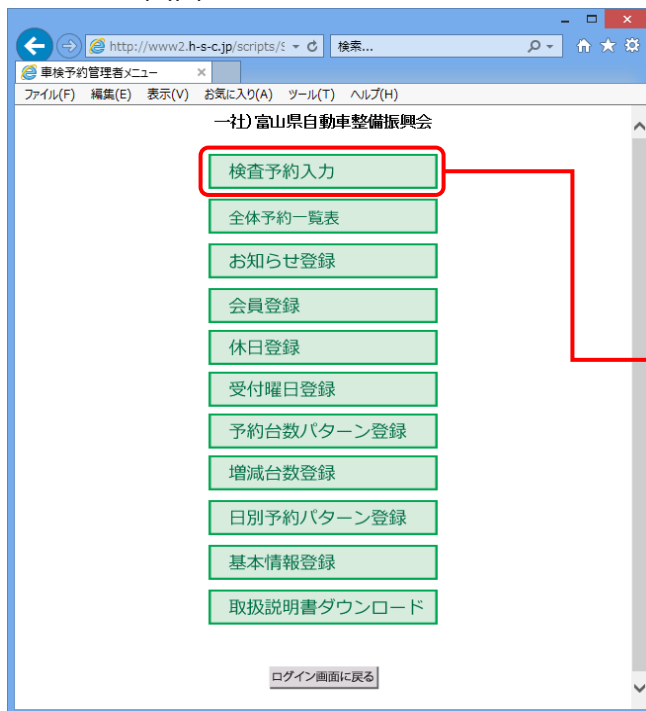 http://www2.h-s-c.jp/scripts/S 検索...
車検予約管理者メニュー ×
ファイル(F) 編集(E) 表示(V) お気に入り(A) ツール(T) ヘルプ(H)
一社)富山県自動車整備振興会
検査予約入力
全体予約一覧表
お知らせ登録
会員登録
休日登録
受付曜日登録
予約台数パターン登録
増減台数登録
日別予約パターン登録
基本情報登録
取扱説明書ダウンロード
ログイン画面に戻る